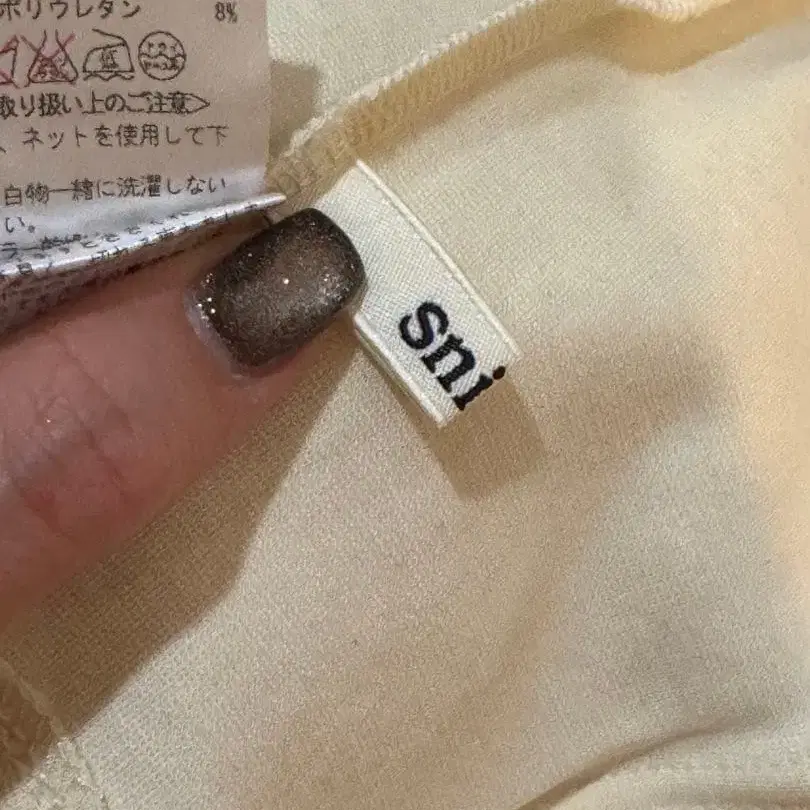 ポリウレタン 8%
取り扱い上のご注意
、ネットを使用して下
白物一緒に洗濯しない
い。
sni